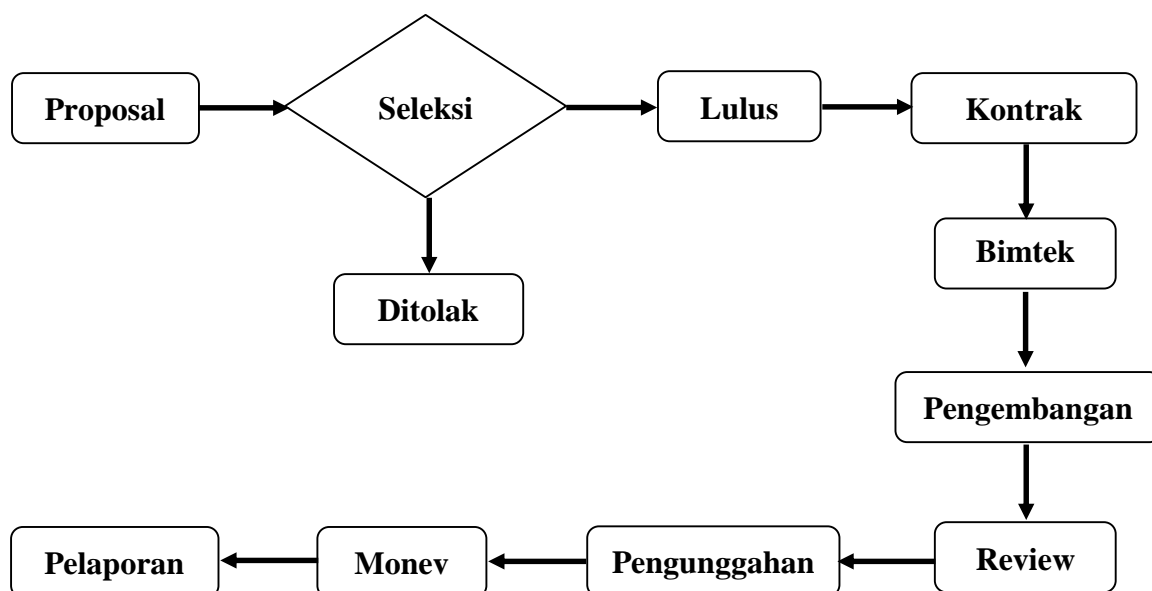 Proposal
Seleksi
Lulus
Kontrak
Ditolak
Bimtek
Pengembangan
Review
Pengunggahan
Monev
Pelaporan